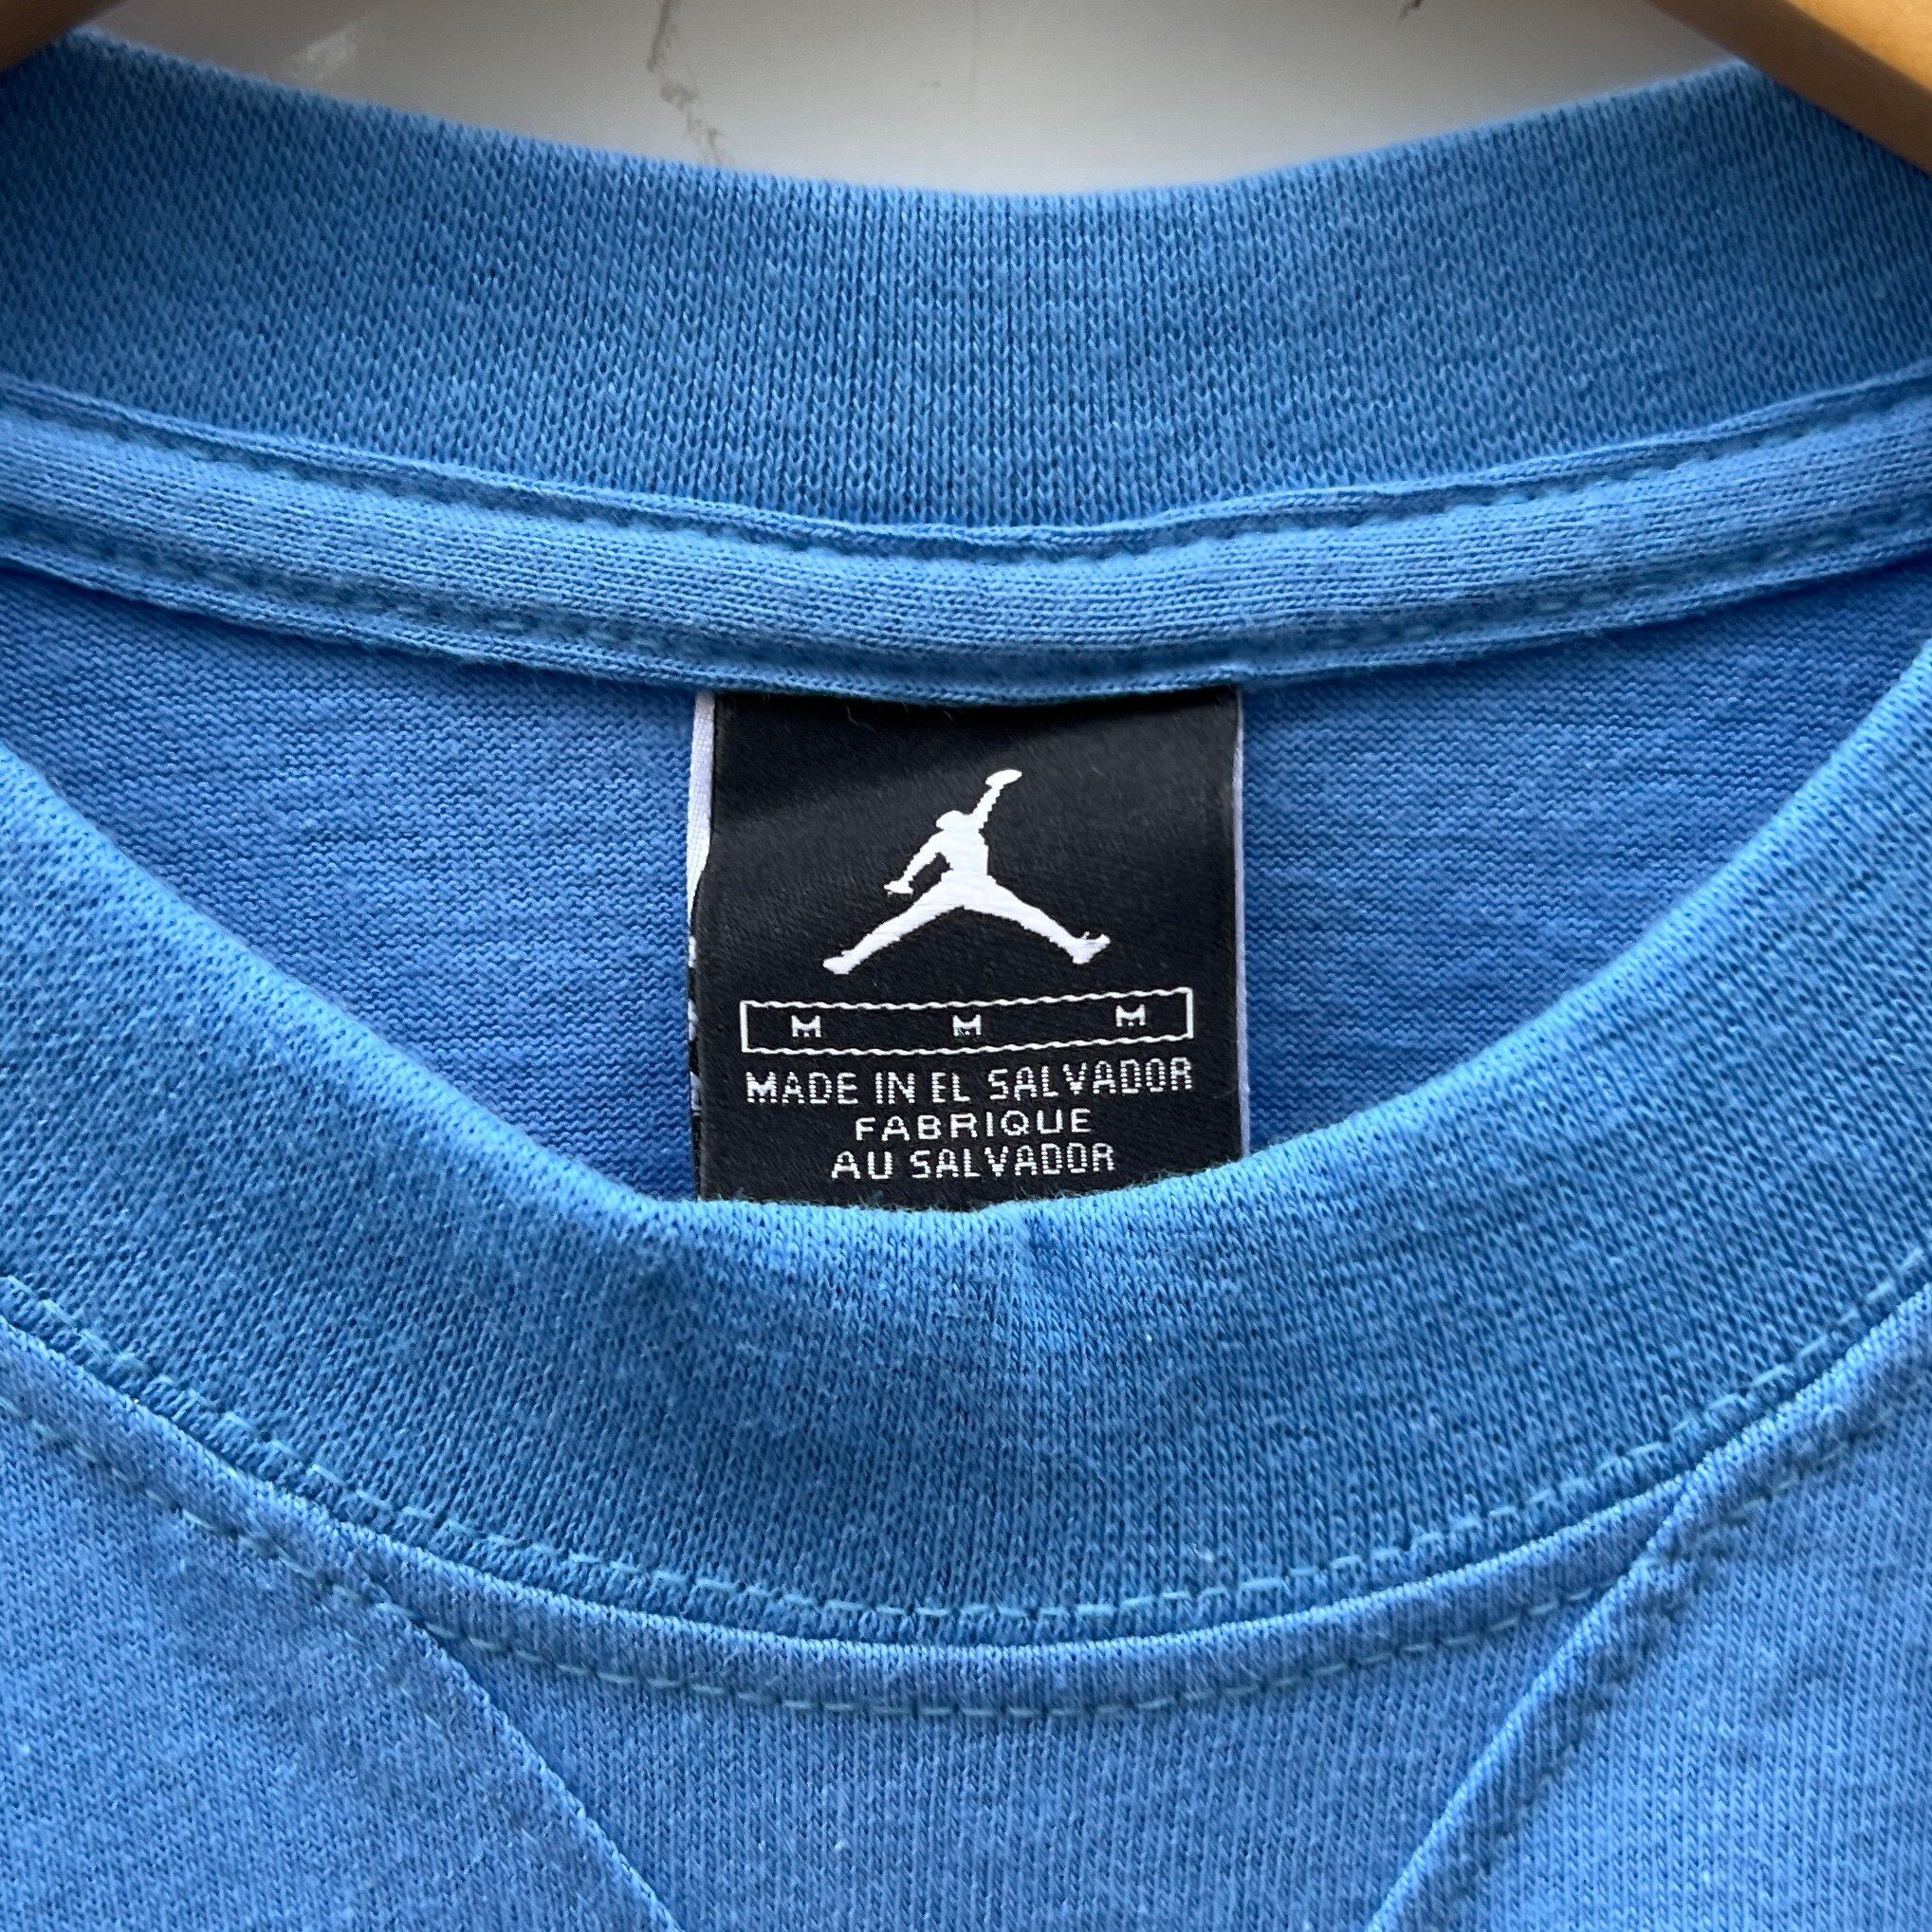 M M M
MADE IN EL SALVADOR
FABRIQUE
AU SALVADOR